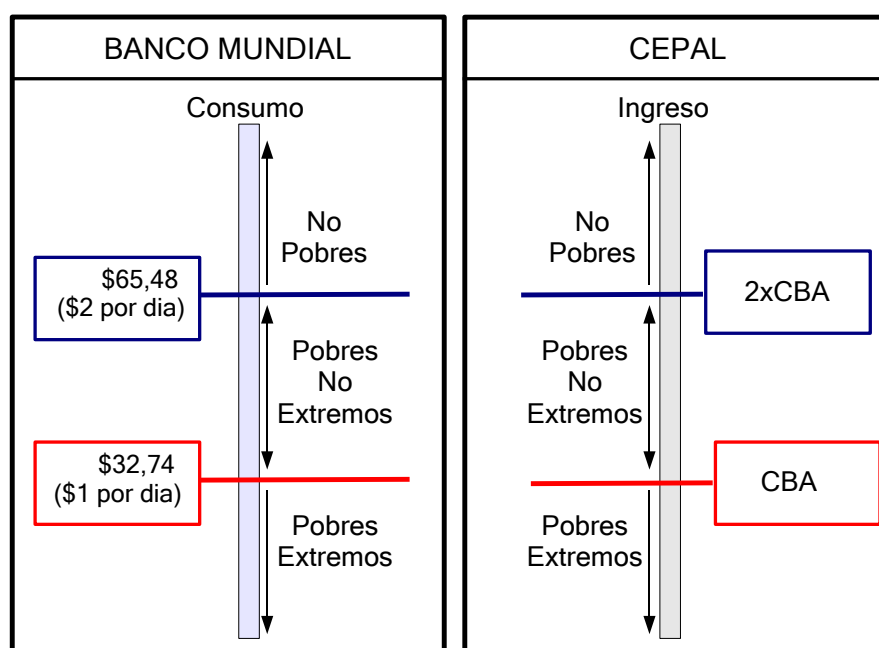 BANCO MUNDIAL
Consumo
No
Pobres
$65,48
($2 por dia)
Pobres
No
Extremos
$32,74
($1 por dia)
Pobres
Extremos
CEPAL
Ingreso
No
Pobres
2xCBA
Pobres
No
Extremos
CBA
Pobres
Extremos